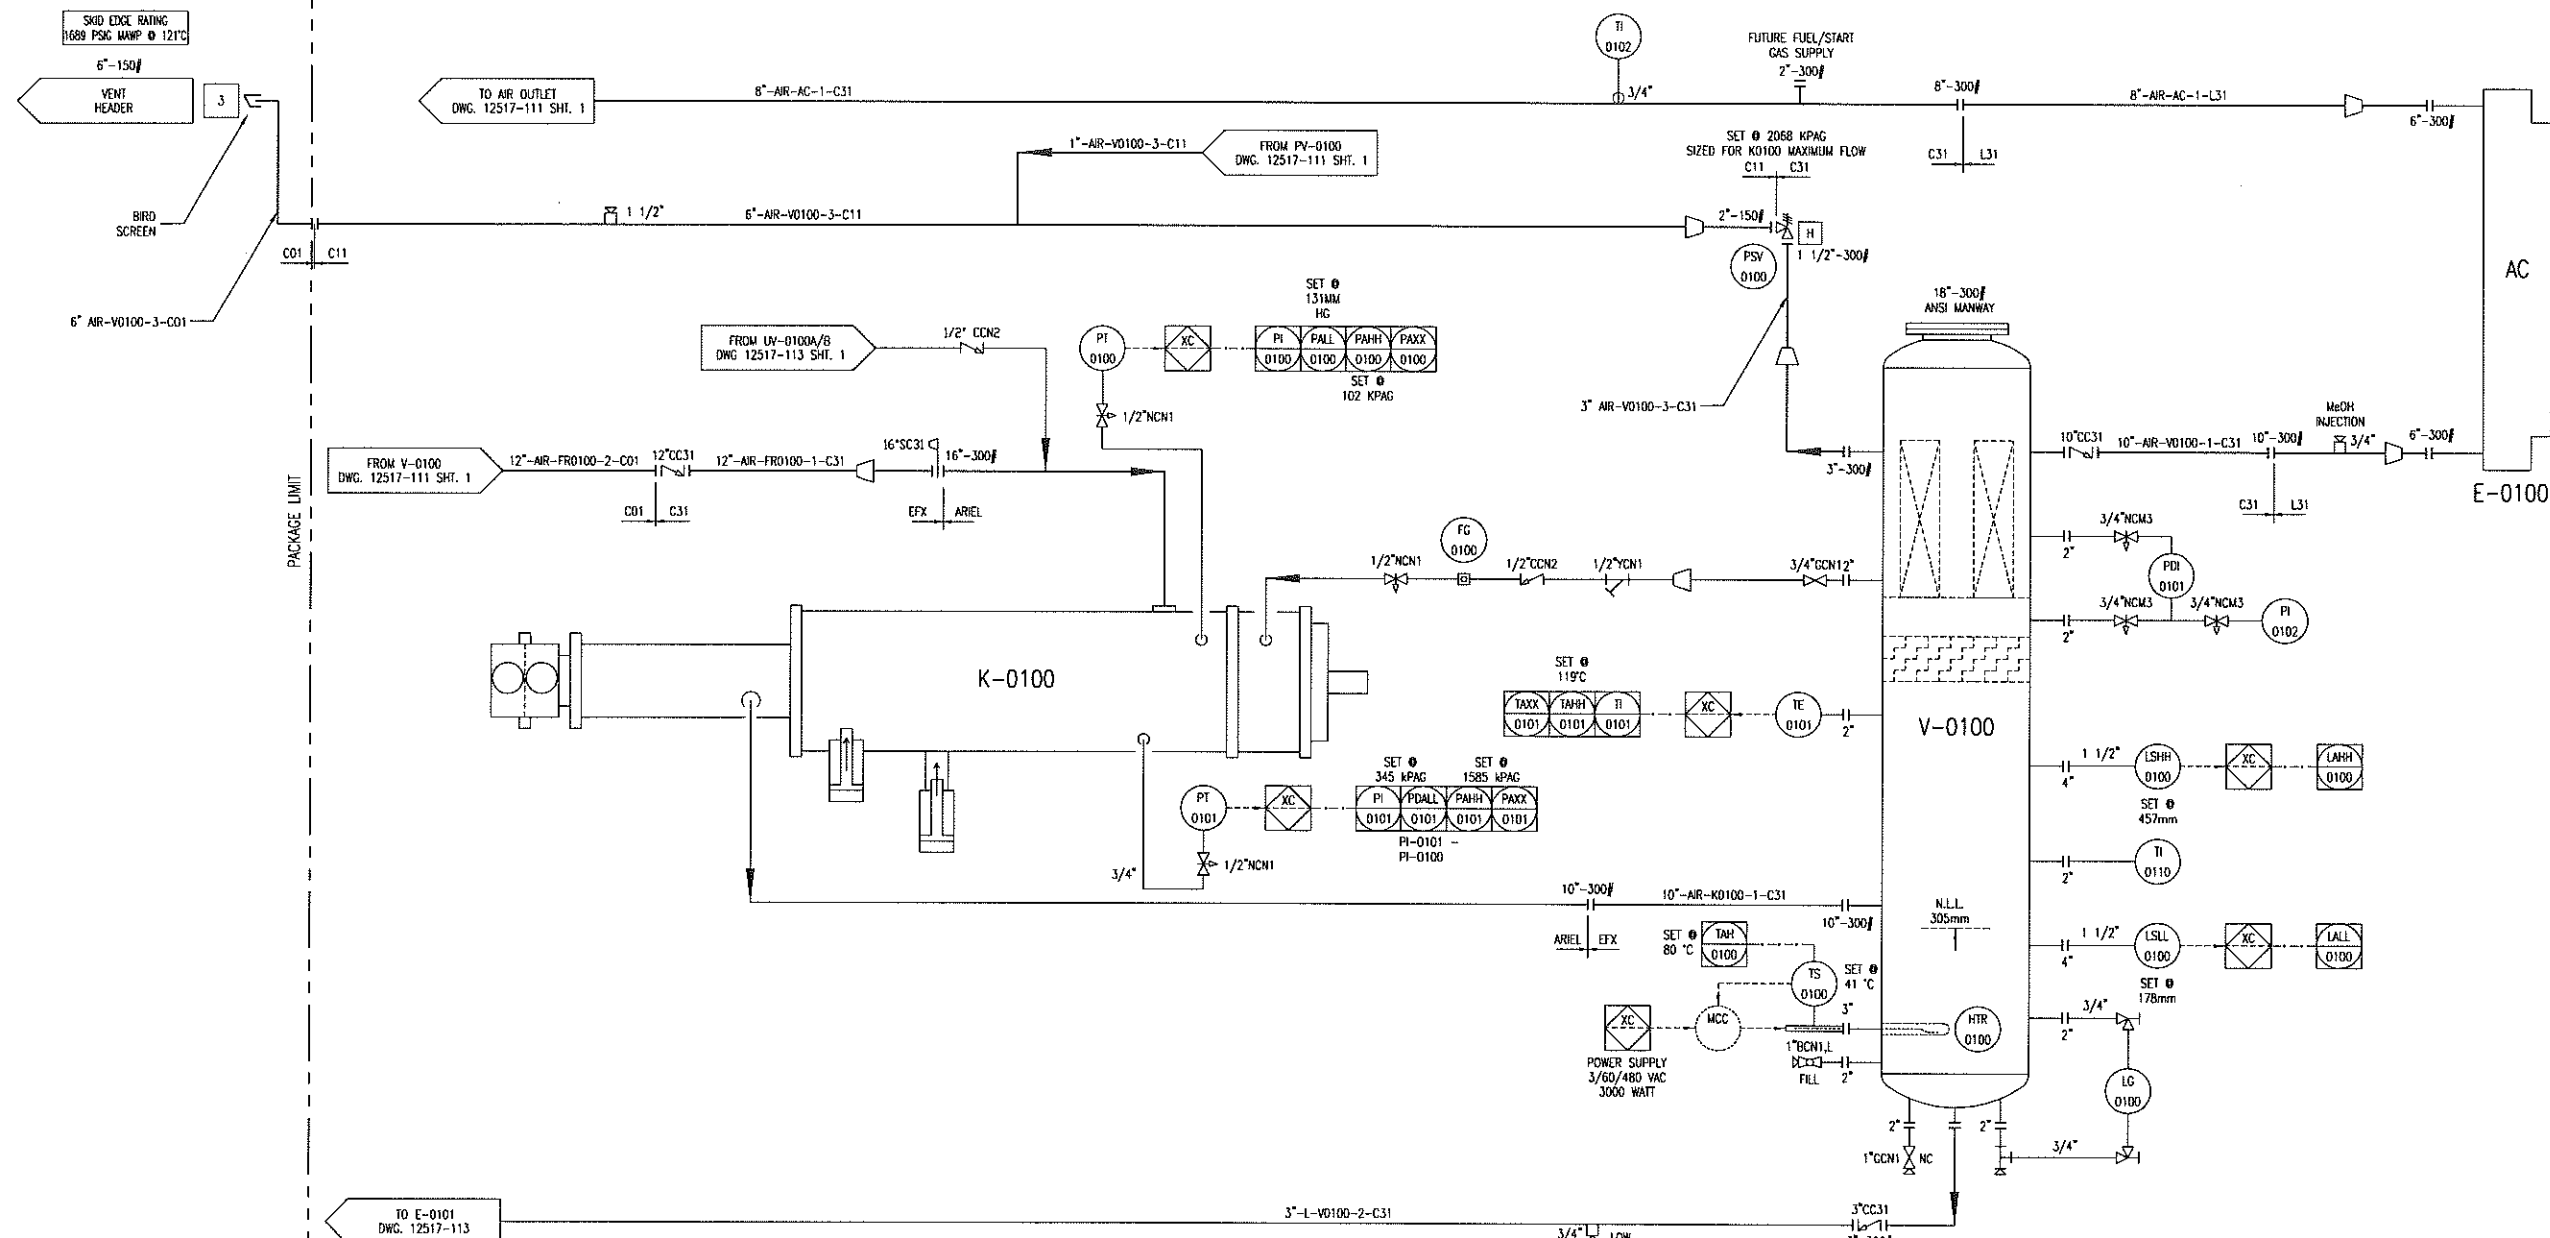 SKID EDGE RATING
1689 PSIG MAWP @ 121°C
6"-150#
VENT
HEADER
3
BIRD
SCREEN
C01
C11
6" AIR-V0100-3-C01
PACKAGE LIMIT
TO AIR OUTLET
DWG. 12517-111 SHT. 1
8"-AIR-AC-1-C31
TI
0102
3/4"
FUTURE FUEL/START
GAS SUPPLY
2"-300#
8"-300#
8"-AIR-AC-1-L31
6"-300#
C31
L31
AC
E-0100
1"-AIR-V0100-3-C11
FROM PV-0100
DWG. 12517-111 SHT. 1
SET @ 2068 KPAG
SIZED FOR K0100 MAXIMUM FLOW
C11
C31
1 1/2"
6"-AIR-V0100-3-C11
2"-150#
H
PSV
0100
1 1/2"-300#
3" AIR-V0100-3-C31
3"-300#
18"-300#
ANSI MANWAY
FROM UV-0100A/B
DWG 12517-113 SHT. 1
1/2" CCN2
PT
0100
XC
SET @
131MM
HG
PI
0100
PALL
0100
PAHH
0100
PAXX
0100
SET @
102 KPAG
1/2"NCN1
FROM V-0100
DWG. 12517-111 SHT. 1
12"-AIR-FR0100-2-C01
12"CC31
12"-AIR-FR0100-1-C31
16"SC31
16"-300#
C01
C31
EFX
ARIEL
10"CC31
10"-AIR-V0100-1-C31
10"-300#
MeOH
INJECTION
3/4"
6"-300#
C31
L31
FG
0100
1/2"NCN1
1/2"CCN2
1/2"YCN1
3/4"GCN1
2"
3/4"NCM3
2"
PDI
0101
3/4"NCM3
3/4"NCM3
2"
PI
0102
K-0100
SET @
119°C
TAXX
0101
TAHH
0101
TI
0101
XC
TE
0101
2"
V-0100
1 1/2"
4"
LSHH
0100
XC
LAHH
0100
SET @
457mm
PT
0101
XC
SET @
345 kPAG
SET @
1585 kPAG
PI
0101
PDALL
0101
PAHH
0101
PAXX
0101
PI-0101 -
PI-0100
3/4"
1/2"NCN1
2"
TI
0110
10"-300#
10"-AIR-K0100-1-C31
10"-300#
ARIEL
EFX
N.L.L.
305mm
1 1/2"
4"
LSLL
0100
XC
LALL
0100
SET @
178mm
SET @
80 °C
TAH
0100
TS
0100
SET @
41 °C
3"
XC
MCC
HTR
0100
POWER SUPPLY
3/60/480 VAC
3000 WATT
1"BCN1,L
FILL
2"
3/4"
2"
LG
0100
2"
2"
1"GCN1
NC
3/4"
TO E-0101
DWG. 12517-113
3"-L-V0100-2-C31
3/4"
LOW
3"CC31